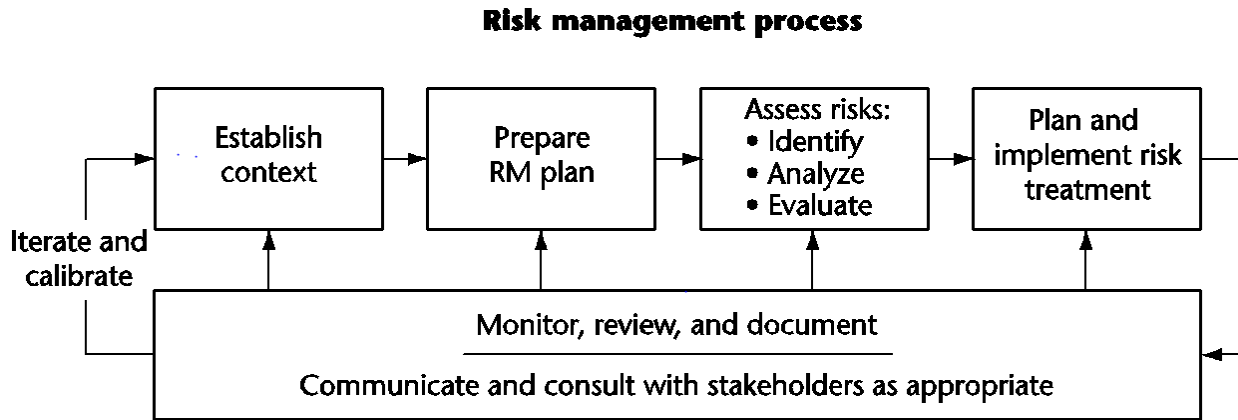 Risk management process
Establish
context
Prepare
RM plan
Assess risks:
• Identify
• Analyze
• Evaluate
Plan and
implement risk
treatment
Iterate and
calibrate
Monitor, review, and document
Communicate and consult with stakeholders as appropriate